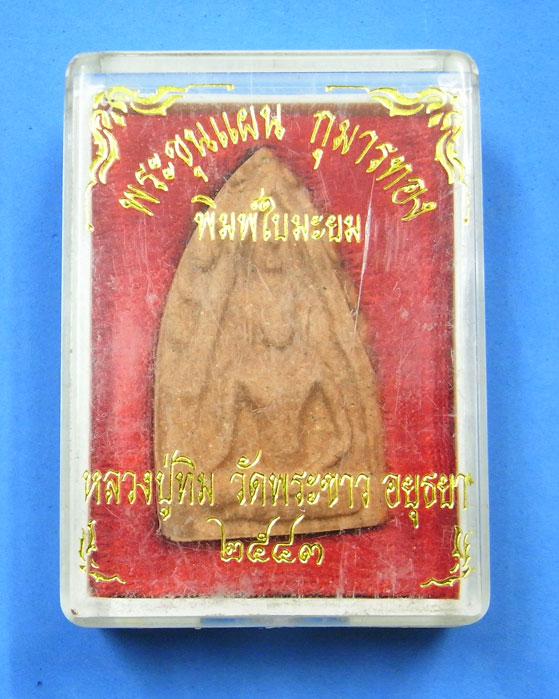 พระขุนแผน กุมารทอง
พิมพ์ใบมะยม
หลวงปู่ทิม วัดพระขาว อยุธยา
๒๕๔๓